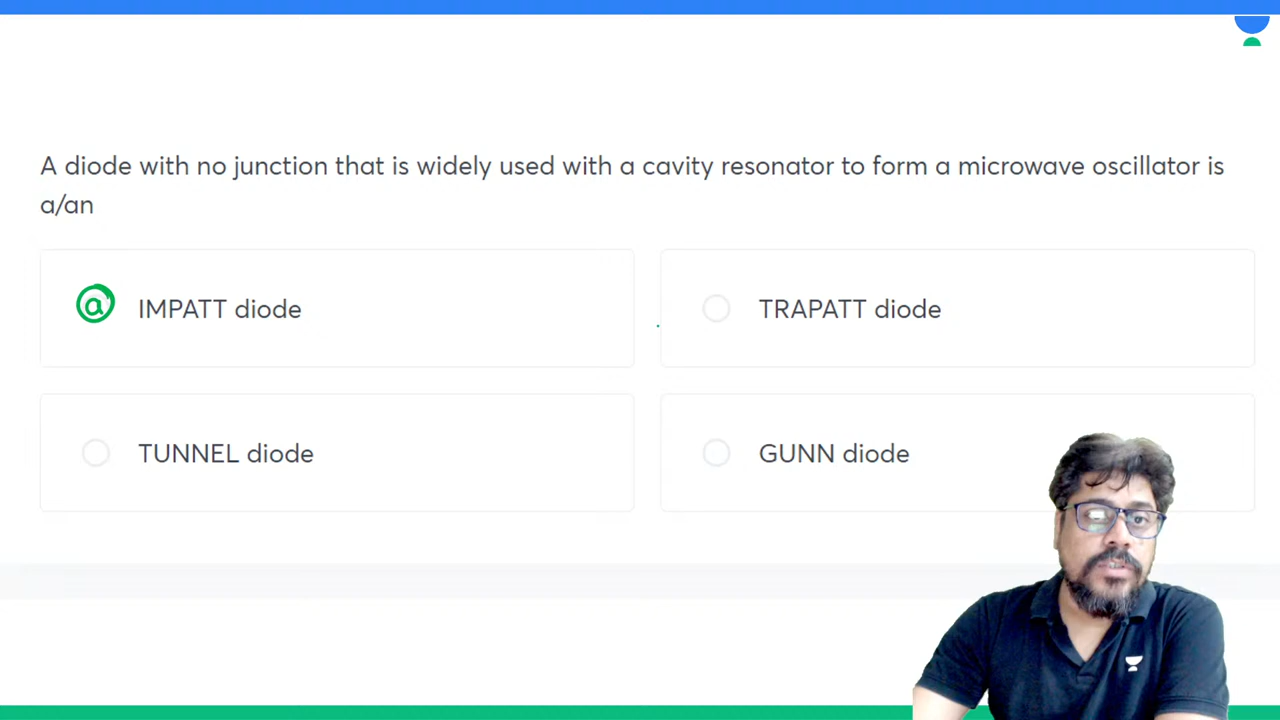 A diode with no junction that is widely used with a cavity resonator to form a microwave oscillator is
a/an
@ IMPATT diode
TRAPATT diode
TUNNEL diode
GUNN diode